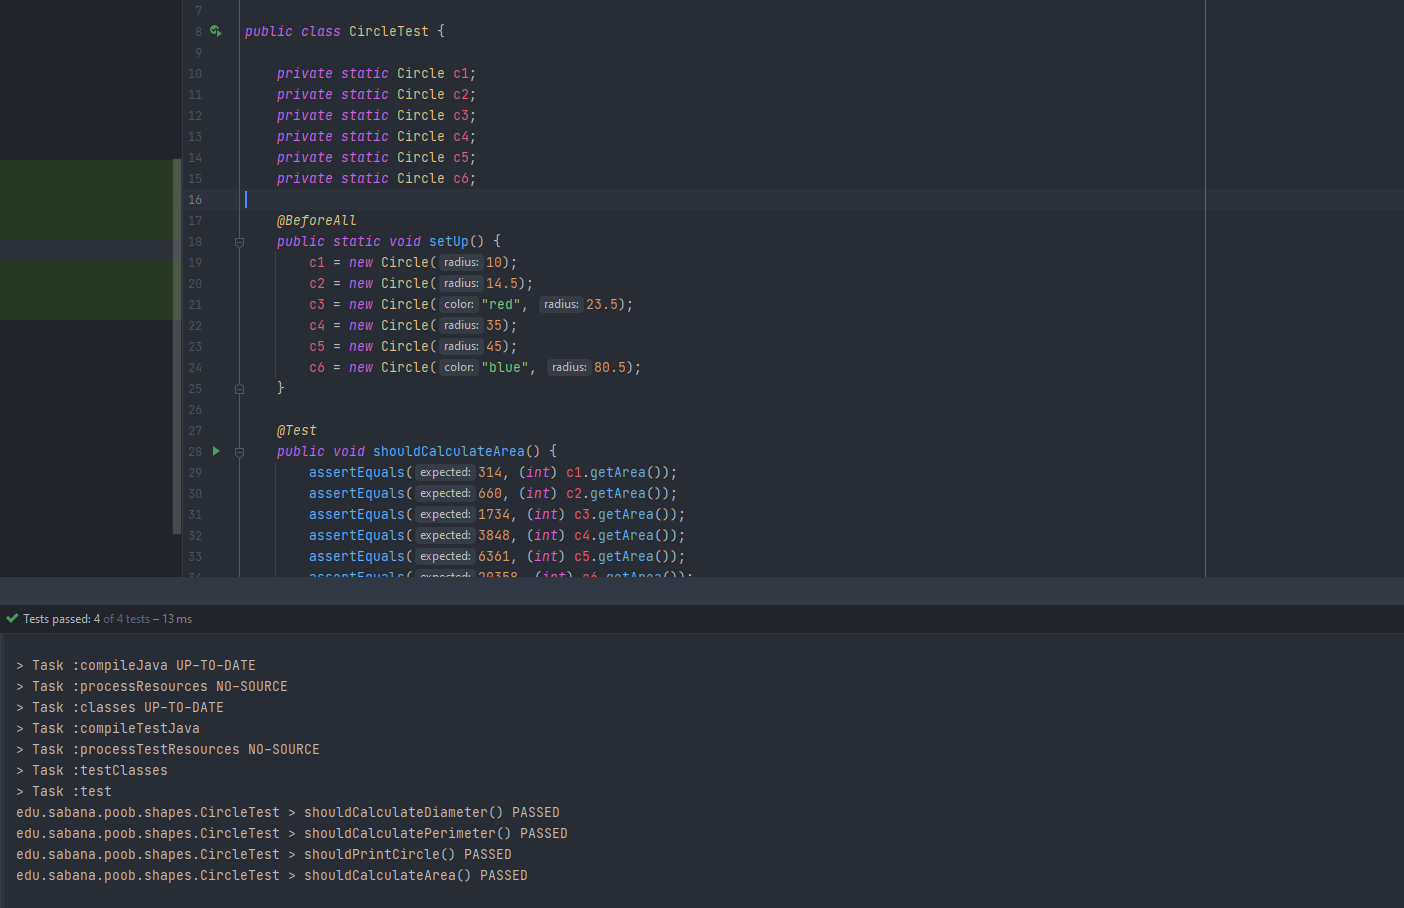 7
8 public class CircleTest {
9
10 private static Circle c1;
11 private static Circle c2;
12 private static Circle c3;
13 private static Circle c4;
14 private static Circle c5;
15 private static Circle c6;
16
17 @BeforeAll
18 public static void setUp() {
19 c1 = new Circle( radius: 10);
20 c2 = new Circle( radius: 14.5);
21 c3 = new Circle( color: "red", radius: 23.5);
22 c4 = new Circle( radius: 35);
23 c5 = new Circle( radius: 45);
24 c6 = new Circle( color: "blue", radius: 80.5);
25 }
26
27 @Test
28 public void shouldCalculateArea() {
29 assertEquals( expected: 314, (int) c1.getArea());
30 assertEquals( expected: 660, (int) c2.getArea());
31 assertEquals( expected: 1734, (int) c3.getArea());
32 assertEquals( expected: 3848, (int) c4.getArea());
33 assertEquals( expected: 6361, (int) c5.getArea());
34 assertEquals( expected: 20358, (int) c6.getArea());
Tests passed: 4 of 4 tests – 13 ms
> Task :compileJava UP-TO-DATE
> Task :processResources NO-SOURCE
> Task :classes UP-TO-DATE
> Task :compileTestJava
> Task :processTestResources NO-SOURCE
> Task :testClasses
> Task :test
edu.sabana.poob.shapes.CircleTest > shouldCalculateDiameter() PASSED
edu.sabana.poob.shapes.CircleTest > shouldCalculatePerimeter() PASSED
edu.sabana.poob.shapes.CircleTest > shouldPrintCircle() PASSED
edu.sabana.poob.shapes.CircleTest > shouldCalculateArea() PASSED